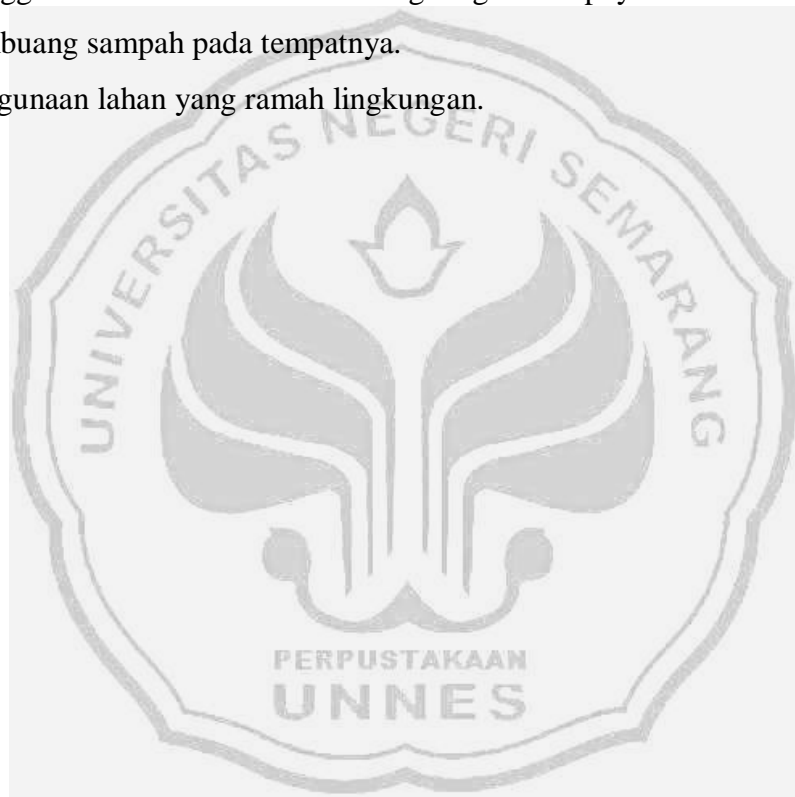 buang sampah pada tempatnya.
gunaan lahan yang ramah lingkungan.
UNIVERSITAS NEGERI SEMARANG
PERPUSTAKAAN
UNNES